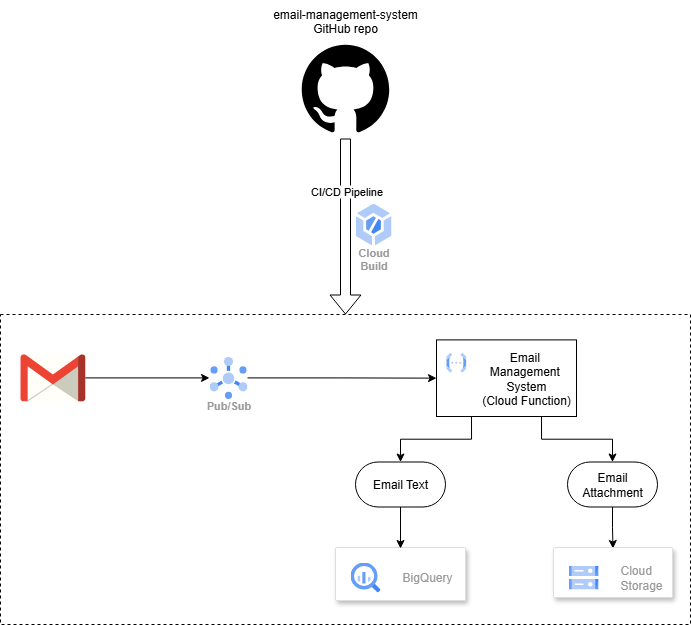 email-management-system
GitHub repo
CI/CD Pipeline
Cloud
Build
Pub/Sub
Email
Management
System
(Cloud Function)
Email Text
Email
Attachment
BigQuery
Cloud
Storage